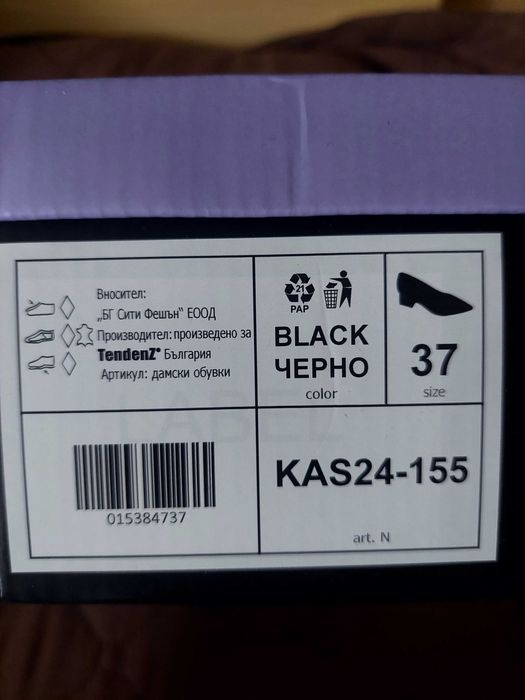 Вносител:
„БГ Сити Фешън“ ЕООД
Производител: произведено за
TendenZ® България
Артикул: дамски обувки
21
PAP
BLACK
ЧЕРНО
color
37
size
015384737
KAS24-155
art. N